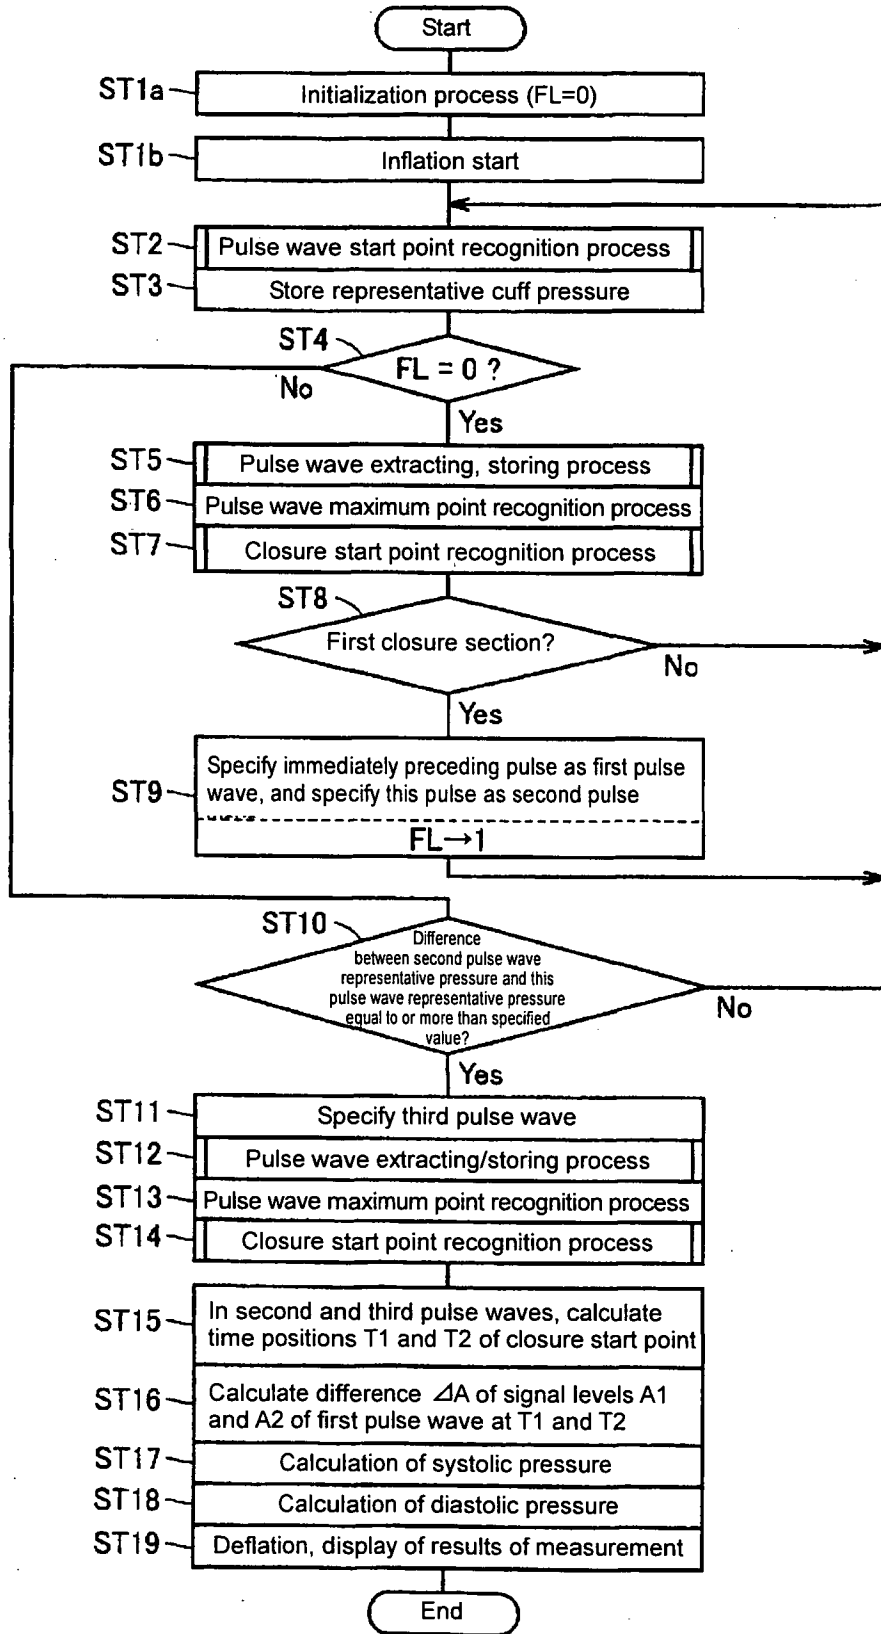 Start
ST1a
Initialization process (FL=0)
ST1b
Inflation start
ST2
Pulse wave start point recognition process
ST3
Store representative cuff pressure
ST4
FL = 0 ?
No
Yes
ST5
Pulse wave extracting, storing process
ST6
Pulse wave maximum point recognition process
ST7
Closure start point recognition process
ST8
First closure section?
No
Yes
ST9
Specify immediately preceding pulse as first pulse
wave, and specify this pulse as second pulse
FL→1
ST10
Difference
between second pulse wave
representative pressure and this
pulse wave representative pressure
equal to or more than specified
value?
No
Yes
ST11
Specify third pulse wave
ST12
Pulse wave extracting/storing process
ST13
Pulse wave maximum point recognition process
ST14
Closure start point recognition process
ST15
In second and third pulse waves, calculate
time positions T1 and T2 of closure start point
ST16
Calculate difference ⊿A of signal levels A1
and A2 of first pulse wave at T1 and T2
ST17
Calculation of systolic pressure
ST18
Calculation of diastolic pressure
ST19
Deflation, display of results of measurement
End